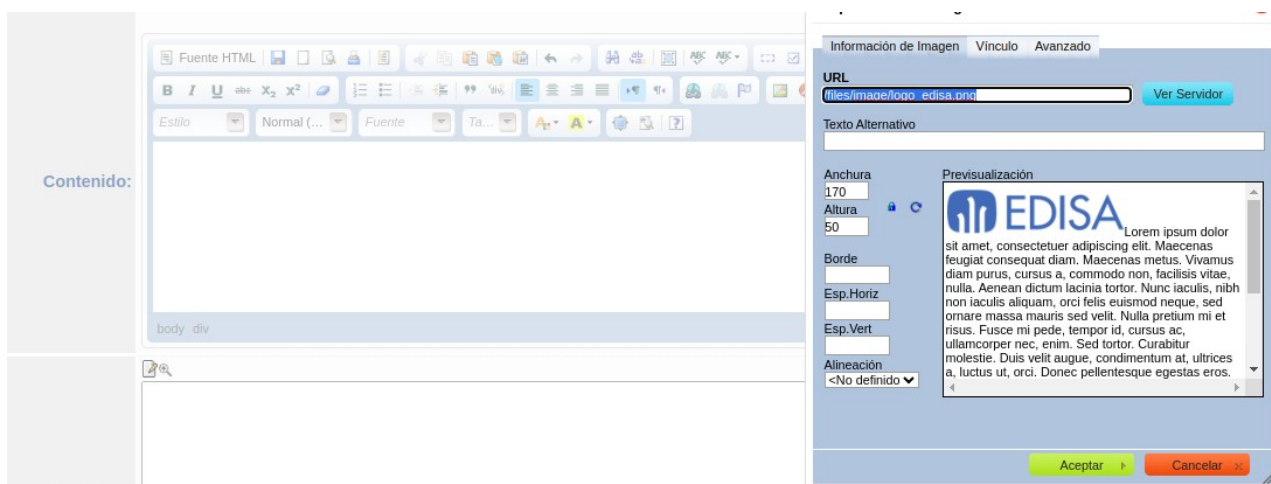 Fuente HTML
Estilo
Normal (...
Fuente
Ta...
Contenido:
body div
Información de Imagen Vínculo Avanzado
URL
/files/image/logo_edisa.png
Ver Servidor
Texto Alternativo
Anchura
170
Altura
50
Borde
Esp.Horiz
Esp.Vert
Alineación
<No definido
Previsualización
EDISA Lorem ipsum dolor
sit amet, consectetuer adipiscing elit. Maecenas
feugiat consequat diam. Maecenas metus. Vivamus
diam purus, cursus a, commodo non, facilisis vitae,
nulla. Aenean dictum lacinia tortor. Nunc iaculis, nibh
non iaculis aliquam, orci felis euismod neque, sed
ornare massa mauris sed velit. Nulla pretium mi et
risus. Fusce mi pede, tempor id, cursus ac,
ullamcorper nec, enim. Sed tortor. Curabitur
molestie. Duis velit augue, condimentum at, ultrices
a, luctus ut, orci. Donec pellentesque egestas eros.
Aceptar
Cancelar